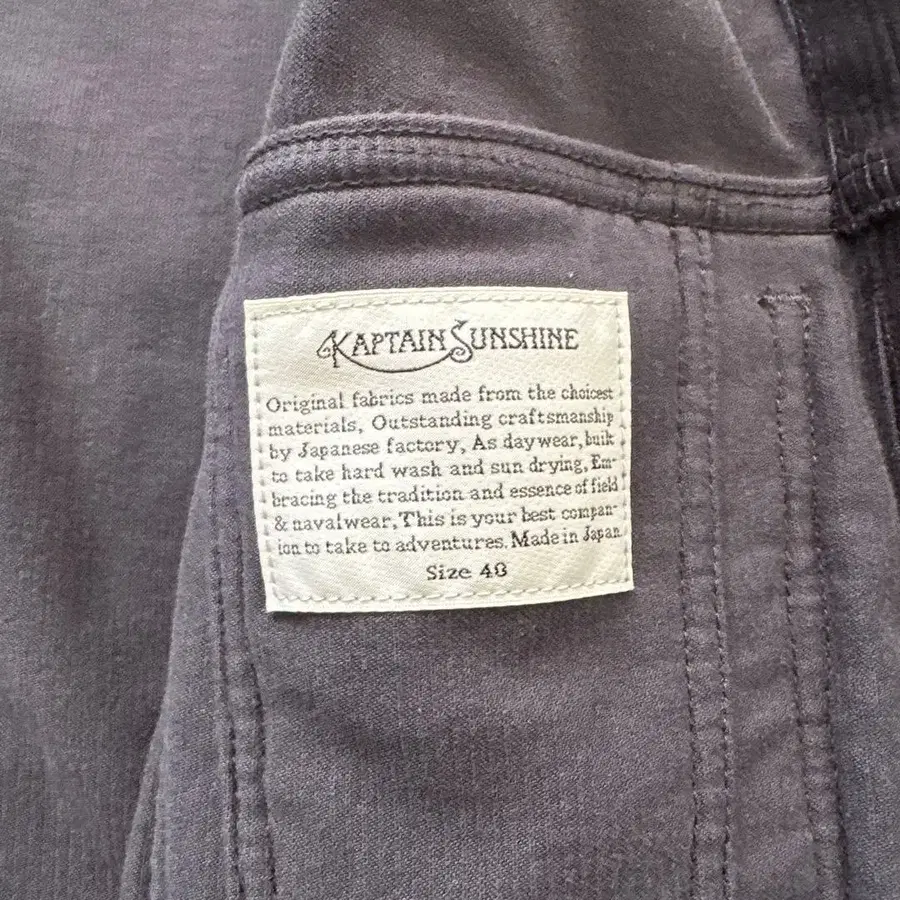 KAPTAIN SUNSHINE
Original fabrics made from the choicest
materials, Outstanding craftsmanship
by Japanese factory, As daywear, built
to take hard wash and sun drying, Em-
bracing the tradition and essence of field
& navalwear, This is your best compan-
ion to take to adventures. Made in Japan
Size 40